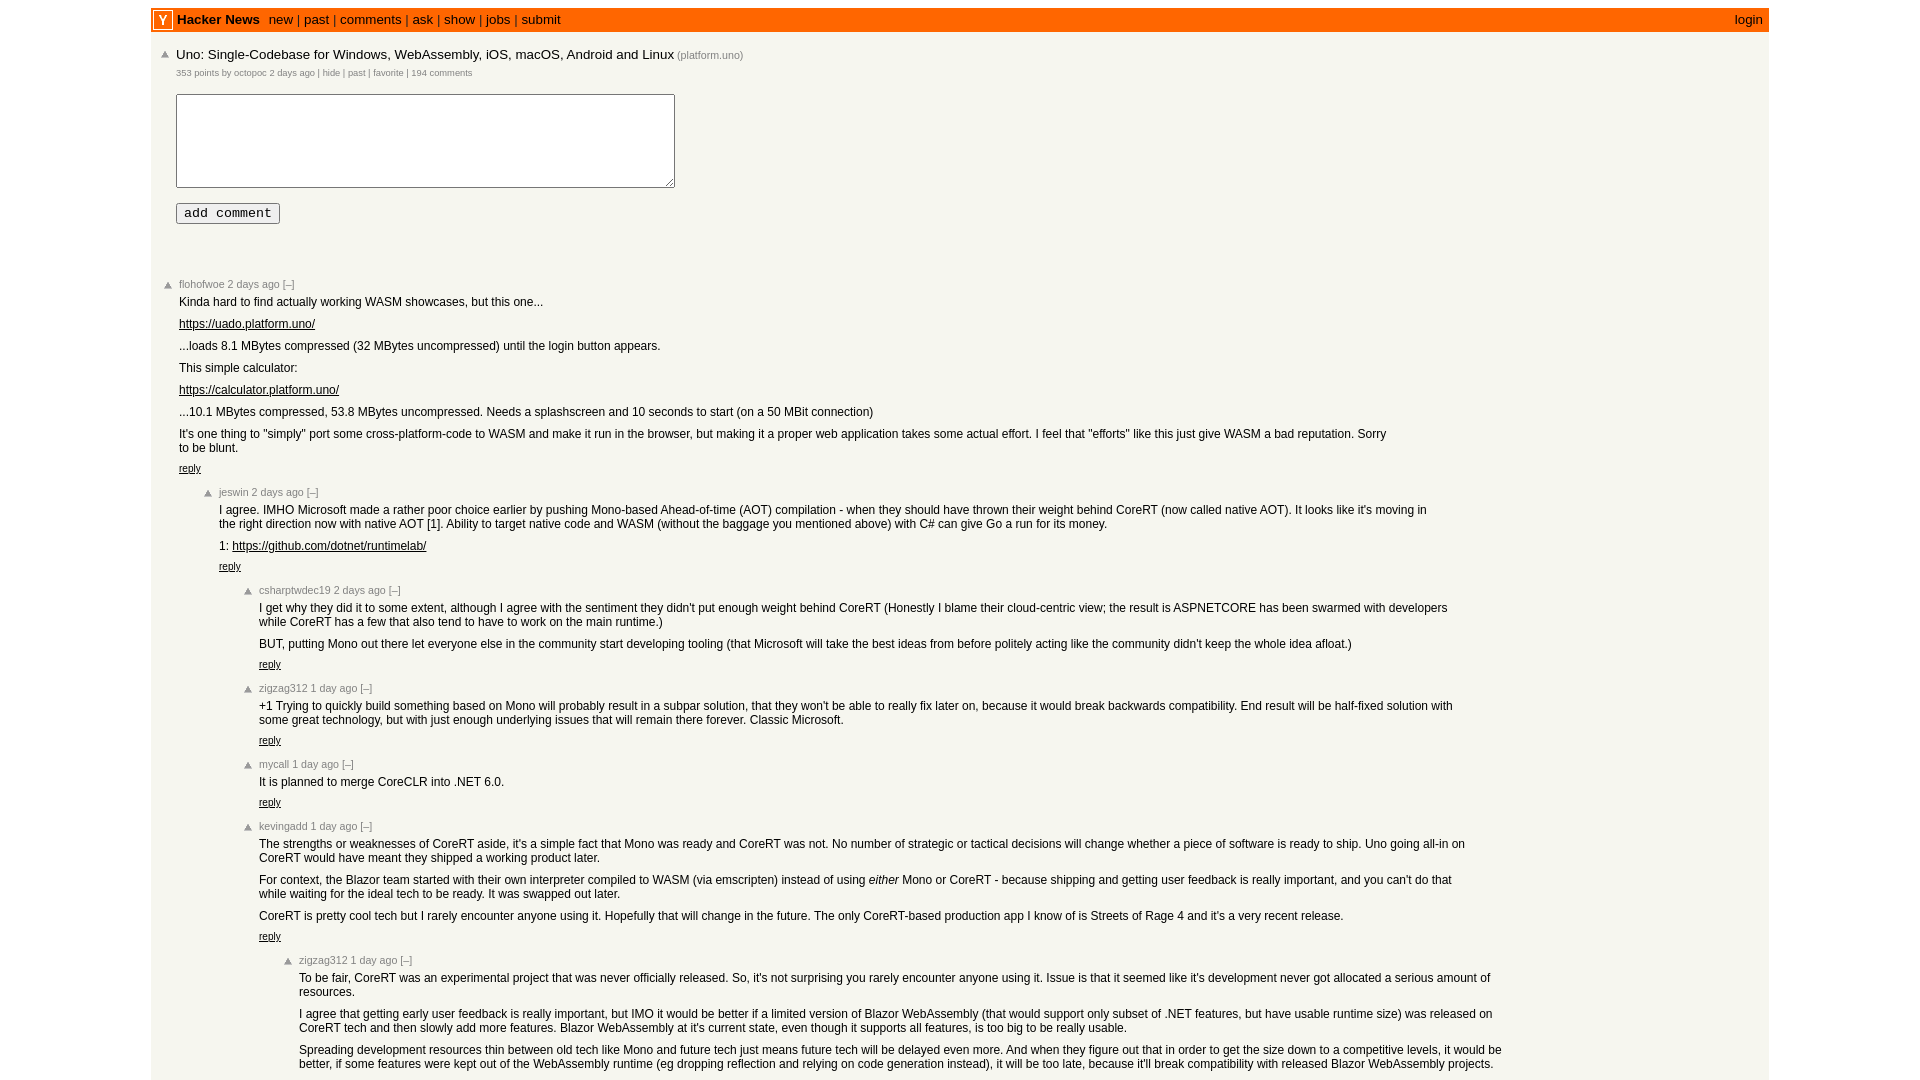 Y Hacker News new | past | comments | ask | show | jobs | submit login
Uno: Single-Codebase for Windows, WebAssembly, iOS, macOS, Android and Linux (platform.uno)
353 points by octopoc 2 days ago | hide | past | favorite | 194 comments
add comment
flohofwoe 2 days ago [–]
Kinda hard to find actually working WASM showcases, but this one...
https://uado.platform.uno/
...loads 8.1 MBytes compressed (32 MBytes uncompressed) until the login button appears.
This simple calculator:
https://calculator.platform.uno/
...10.1 MBytes compressed, 53.8 MBytes uncompressed. Needs a splashscreen and 10 seconds to start (on a 50 MBit connection)
It's one thing to "simply" port some cross-platform-code to WASM and make it run in the browser, but making it a proper web application takes some actual effort. I feel that "efforts" like this just give WASM a bad reputation. Sorry
to be blunt.
reply
jeswin 2 days ago [–]
I agree. IMHO Microsoft made a rather poor choice earlier by pushing Mono-based Ahead-of-time (AOT) compilation - when they should have thrown their weight behind CoreRT (now called native AOT). It looks like it's moving in
the right direction now with native AOT [1]. Ability to target native code and WASM (without the baggage you mentioned above) with C# can give Go a run for its money.
1: https://github.com/dotnet/runtimelab/
reply
csharptwdec19 2 days ago [–]
I get why they did it to some extent, although I agree with the sentiment they didn't put enough weight behind CoreRT (Honestly I blame their cloud-centric view; the result is ASPNETCORE has been swarmed with developers
while CoreRT has a few that also tend to have to work on the main runtime.)
BUT, putting Mono out there let everyone else in the community start developing tooling (that Microsoft will take the best ideas from before politely acting like the community didn't keep the whole idea afloat.)
reply
zigzag312 1 day ago [–]
+1 Trying to quickly build something based on Mono will probably result in a subpar solution, that they won't be able to really fix later on, because it would break backwards compatibility. End result will be half-fixed solution with
some great technology, but with just enough underlying issues that will remain there forever. Classic Microsoft.
reply
mycall 1 day ago [–]
It is planned to merge CoreCLR into .NET 6.0.
reply
kevingadd 1 day ago [–]
The strengths or weaknesses of CoreRT aside, it's a simple fact that Mono was ready and CoreRT was not. No number of strategic or tactical decisions will change whether a piece of software is ready to ship. Uno going all-in on
CoreRT would have meant they shipped a working product later.
For context, the Blazor team started with their own interpreter compiled to WASM (via emscripten) instead of using either Mono or CoreRT - because shipping and getting user feedback is really important, and you can't do that
while waiting for the ideal tech to be ready. It was swapped out later.
CoreRT is pretty cool tech but I rarely encounter anyone using it. Hopefully that will change in the future. The only CoreRT-based production app I know of is Streets of Rage 4 and it's a very recent release.
reply
zigzag312 1 day ago [–]
To be fair, CoreRT was an experimental project that was never officially released. So, it's not surprising you rarely encounter anyone using it. Issue is that it seemed like it's development never got allocated a serious amount of
resources.
I agree that getting early user feedback is really important, but IMO it would be better if a limited version of Blazor WebAssembly (that would support only subset of .NET features, but have usable runtime size) was released on
CoreRT tech and then slowly add more features. Blazor WebAssembly at it's current state, even though it supports all features, is too big to be really usable.
Spreading development resources thin between old tech like Mono and future tech just means future tech will be delayed even more. And when they figure out that in order to get the size down to a competitive levels, it would be
better, if some features were kept out of the WebAssembly runtime (eg dropping reflection and relying on code generation instead), it will be too late, because it'll break compatibility with released Blazor WebAssembly projects.